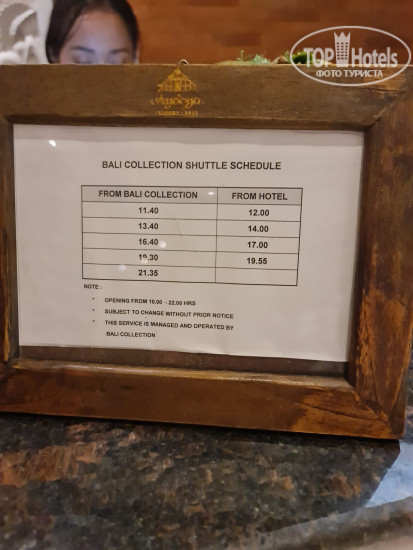 TOPHotels
ФОТО ТУРИСТА
Ayodya
BALI COLLECTION SHUTTLE SCHEDULE
FROM BALI COLLECTION FROM HOTEL
11.40 12.00
13.40 14.00
16.40 17.00
19.30 19.55
21.35
NOTE :
• OPENING FROM 10.00 - 22.00 HRS
• SUBJECT TO CHANGE WITHOUT PRIOR NOTICE
• THIS SERVICE IS MANAGED AND OPERATED BY
BALI COLLECTION